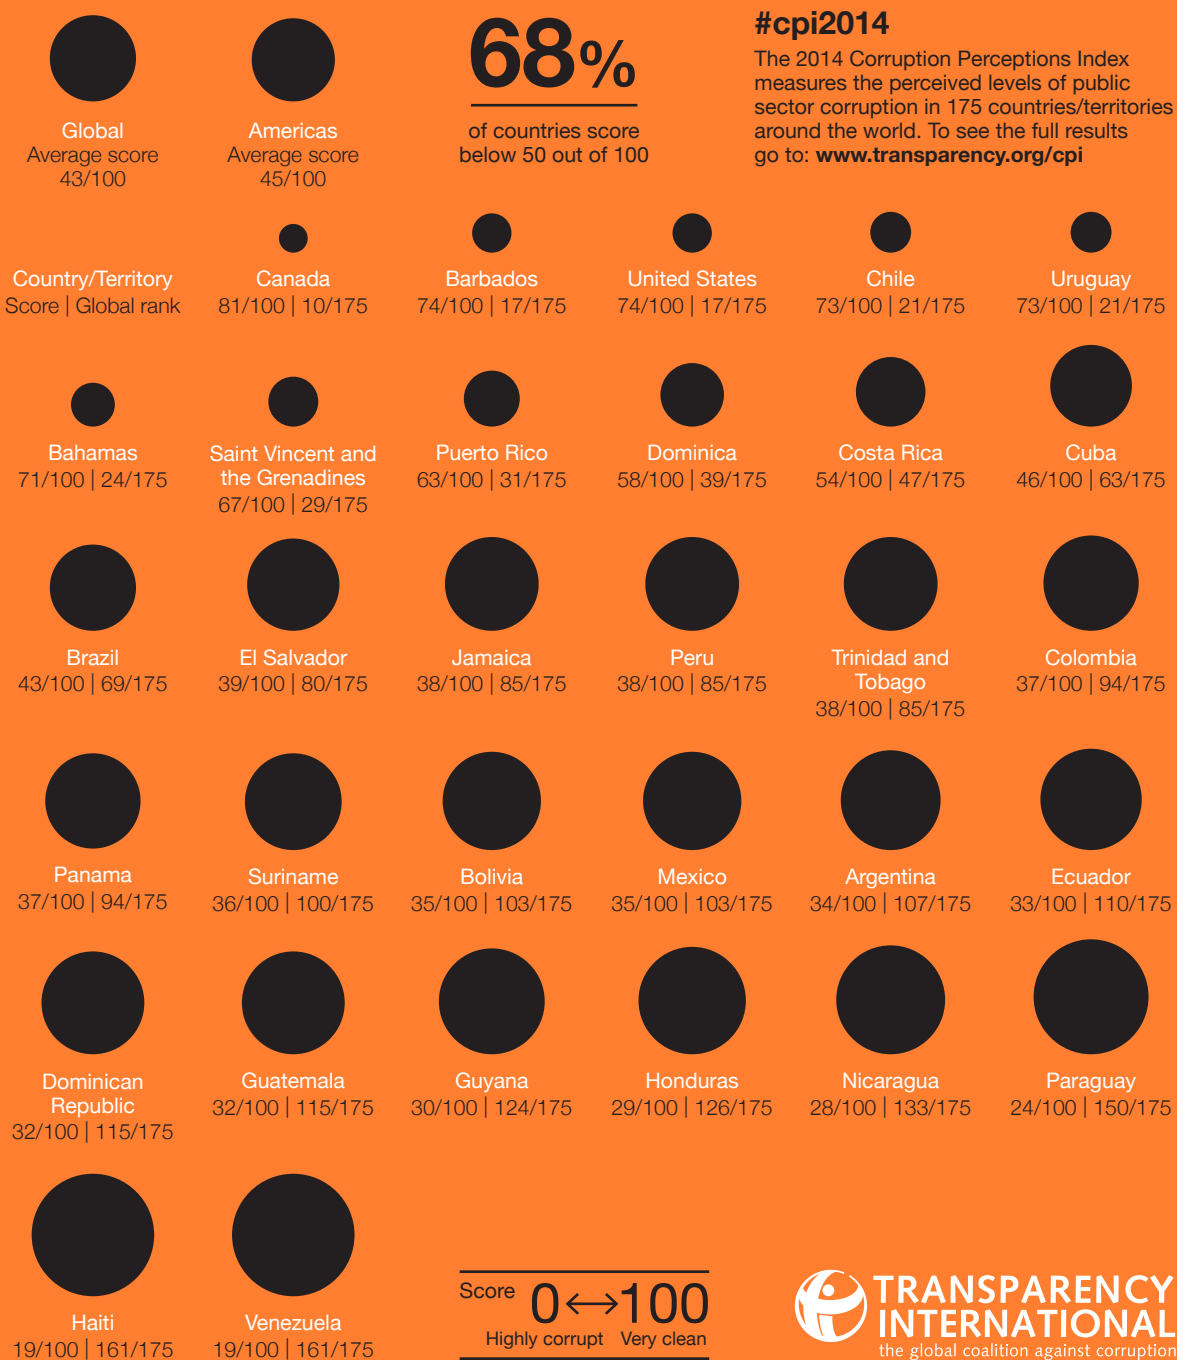 Global
Average score
43/100
Americas
Average score
45/100
68%
of countries score
below 50 out of 100
#cpi2014
The 2014 Corruption Perceptions Index
measures the perceived levels of public
sector corruption in 175 countries/territories
around the world. To see the full results
go to: www.transparency.org/cpi
Country/Territory
Score | Global rank
Canada
81/100 | 10/175
Barbados
74/100 | 17/175
United States
74/100 | 17/175
Chile
73/100 | 21/175
Uruguay
73/100 | 21/175
Bahamas
71/100 | 24/175
Saint Vincent and
the Grenadines
67/100 | 29/175
Puerto Rico
63/100 | 31/175
Dominica
58/100 | 39/175
Costa Rica
54/100 | 47/175
Cuba
46/100 | 63/175
Brazil
43/100 | 69/175
El Salvador
39/100 | 80/175
Jamaica
38/100 | 85/175
Peru
38/100 | 85/175
Trinidad and
Tobago
38/100 | 85/175
Colombia
37/100 | 94/175
Panama
37/100 | 94/175
Suriname
36/100 | 100/175
Bolivia
35/100 | 103/175
Mexico
35/100 | 103/175
Argentina
34/100 | 107/175
Ecuador
33/100 | 110/175
Dominican
Republic
32/100 | 115/175
Guatemala
32/100 | 115/175
Guyana
30/100 | 124/175
Honduras
29/100 | 126/175
Nicaragua
28/100 | 133/175
Paraguay
24/100 | 150/175
Haiti
19/100 | 161/175
Venezuela
19/100 | 161/175
Score 0↔100
Highly corrupt Very clean
TRANSPARENCY
INTERNATIONAL
the global coalition against corruption